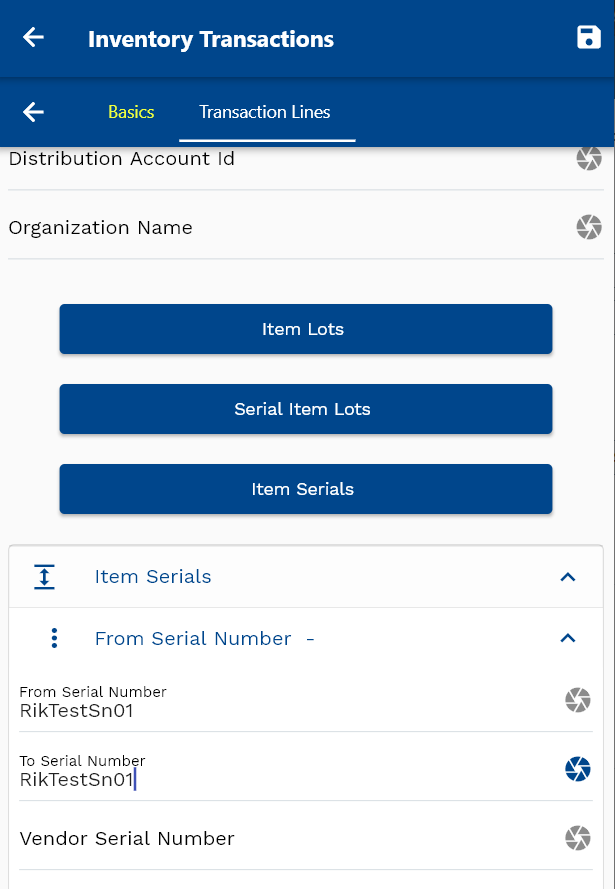 Inventory Transactions
Basics Transaction Lines
Distribution Account Id
Organization Name
Item Lots
Serial Item Lots
Item Serials
Item Serials
From Serial Number -
From Serial Number
RikTestSn01
To Serial Number
RikTestSn01
Vendor Serial Number